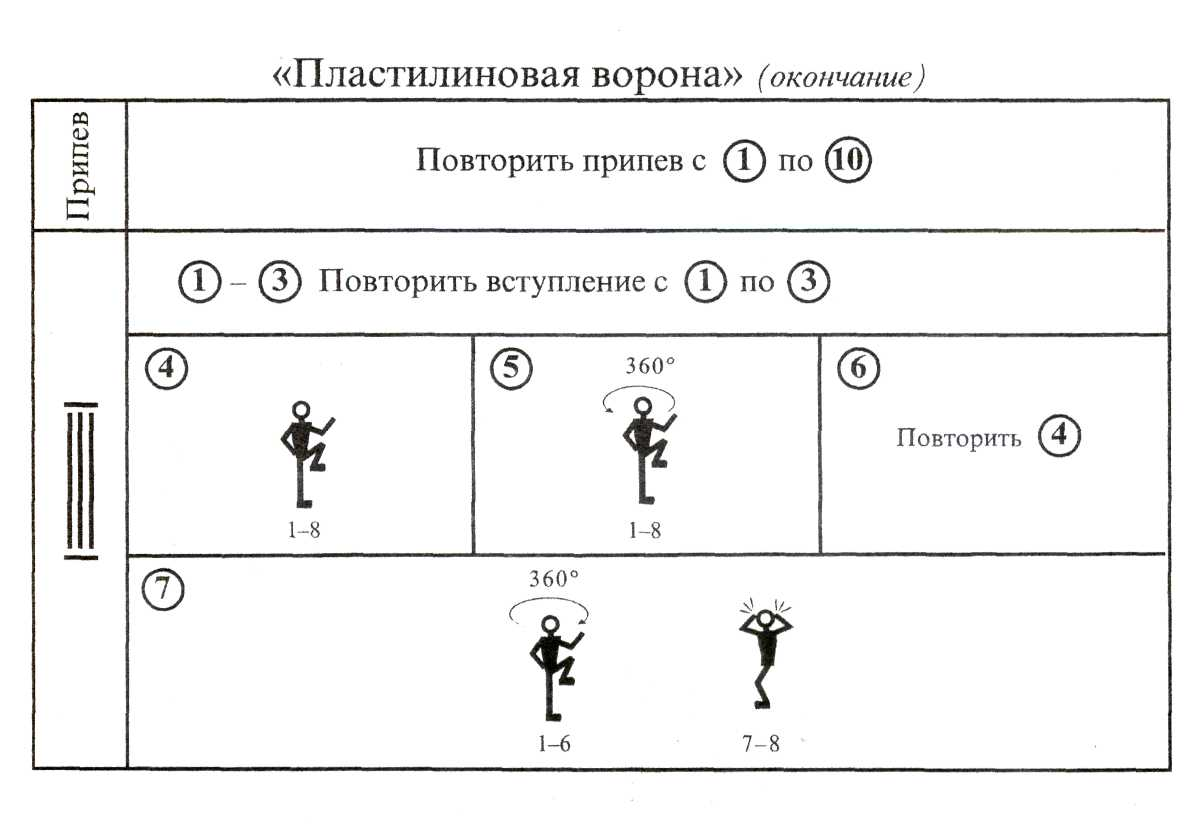 «Пластилиновая ворона» (окончание)
Припев
Повторить припев с 1 по 10
1 – 3 Повторить вступление с 1 по 3
4
1–8
5
360°
1–8
6
Повторить 4
7
360°
1–6
7–8